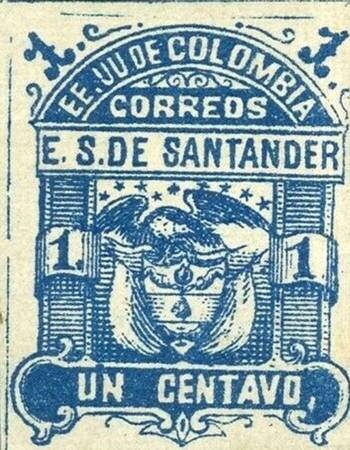 1. 1.
EE. UU DE COLOMBIA
CORREOS
E. S. DE SANTANDER
1. 1
UN CENTAVO,